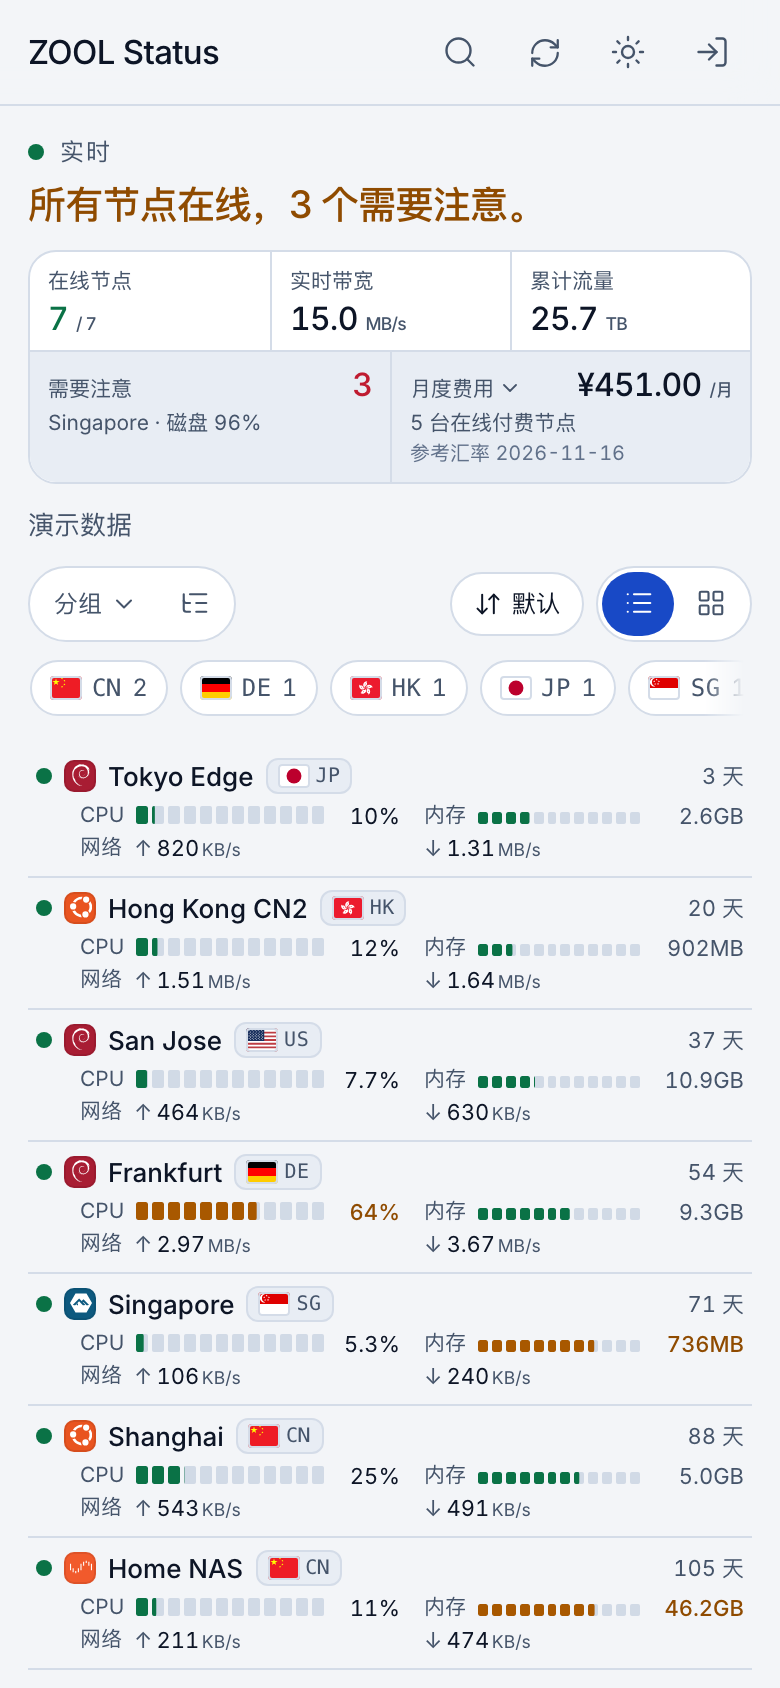 ZOOL Status
实时
所有节点在线，3 个需要注意。
在线节点 实时带宽 累计流量
7 / 7 15.0 MB/s 25.7 TB
需要注意 3 月度费用 ¥451.00 /月
Singapore · 磁盘 96% 5 台在线付费节点
参考汇率 2026-11-16
演示数据
分组 默认
CN 2 DE 1 HK 1 JP 1 SG 1
Tokyo Edge JP 3 天
CPU 10% 内存 2.6GB
网络 ↑ 820 KB/s ↓ 1.31 MB/s
Hong Kong CN2 HK 20 天
CPU 12% 内存 902MB
网络 ↑ 1.51 MB/s ↓ 1.64 MB/s
San Jose US 37 天
CPU 7.7% 内存 10.9GB
网络 ↑ 464 KB/s ↓ 630 KB/s
Frankfurt DE 54 天
CPU 64% 内存 9.3GB
网络 ↑ 2.97 MB/s ↓ 3.67 MB/s
Singapore SG 71 天
CPU 5.3% 内存 736MB
网络 ↑ 106 KB/s ↓ 240 KB/s
Shanghai CN 88 天
CPU 25% 内存 5.0GB
网络 ↑ 543 KB/s ↓ 491 KB/s
Home NAS CN 105 天
CPU 11% 内存 46.2GB
网络 ↑ 211 KB/s ↓ 474 KB/s